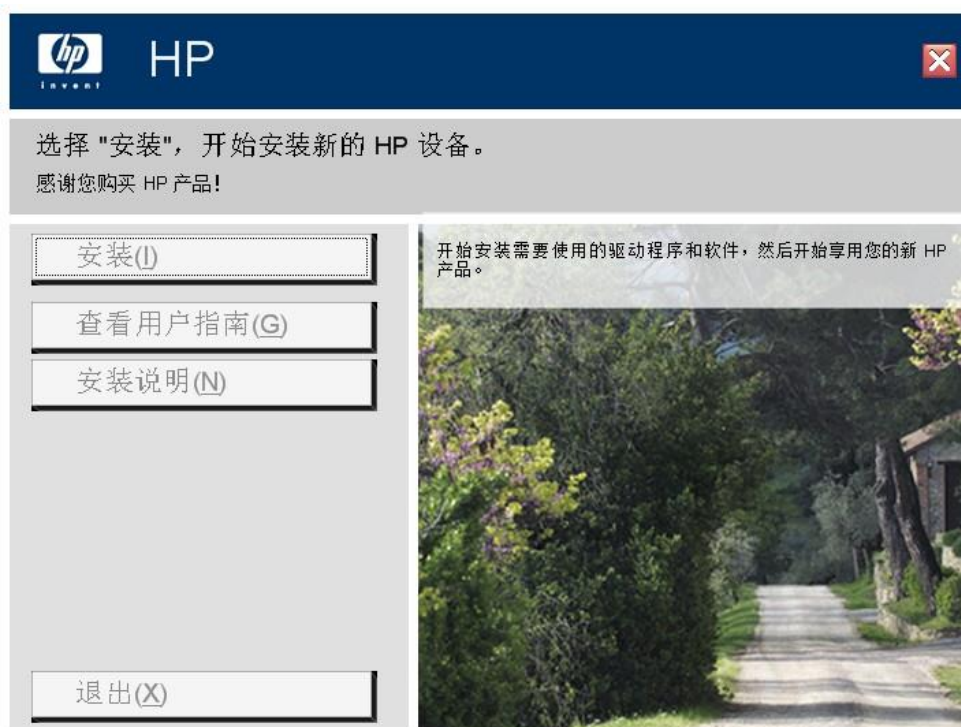 hp
invent
HP
选择 "安装"，开始安装新的 HP 设备。
感谢您购买 HP 产品!
安装(I)
开始安装需要使用的驱动程序和软件，然后开始享用您的新 HP
产品。
查看用户指南(G)
安装说明(N)
退出(X)